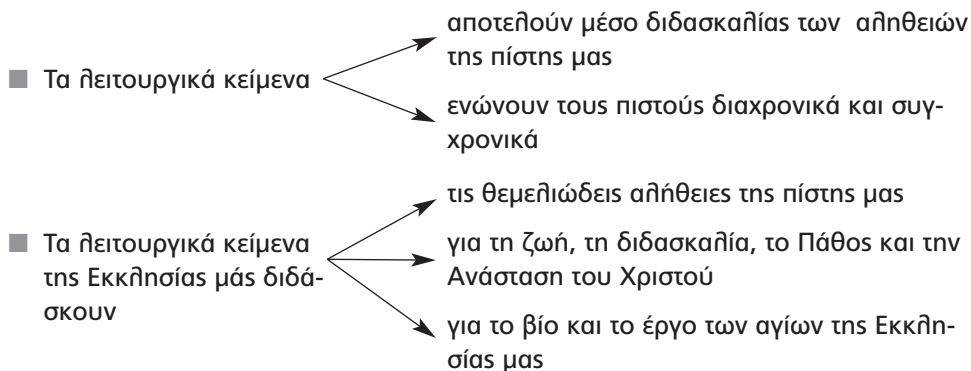 αποτελούν μέσο διδασκαλίας των αληθειών
της πίστης μας
■ Τα λειτουργικά κείμενα
ενώνουν τους πιστούς διαχρονικά και συγ-
χρονικά
τις θεμελιώδεις αλήθειες της πίστης μας
■ Τα λειτουργικά κείμενα
της Εκκλησίας μάς διδά-
σκουν
για τη ζωή, τη διδασκαλία, το Πάθος και την
Ανάσταση του Χριστού
για το βίο και το έργο των αγίων της Εκκλη-
σίας μας